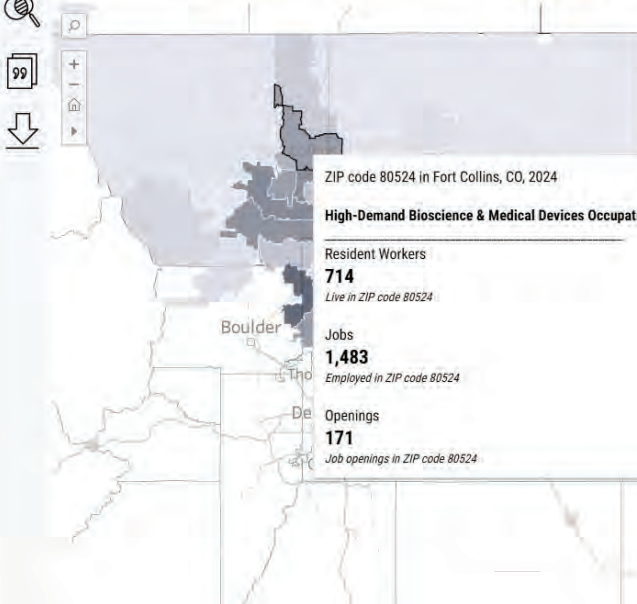 99
ZIP code 80524 in Fort Collins, CO, 2024
High-Demand Bioscience & Medical Devices Occupat
Resident Workers
714
Live in ZIP code 80524
Jobs
1,483
Employed in ZIP code 80524
Openings
171
Job openings in ZIP code 80524
Boulder
Tho
De